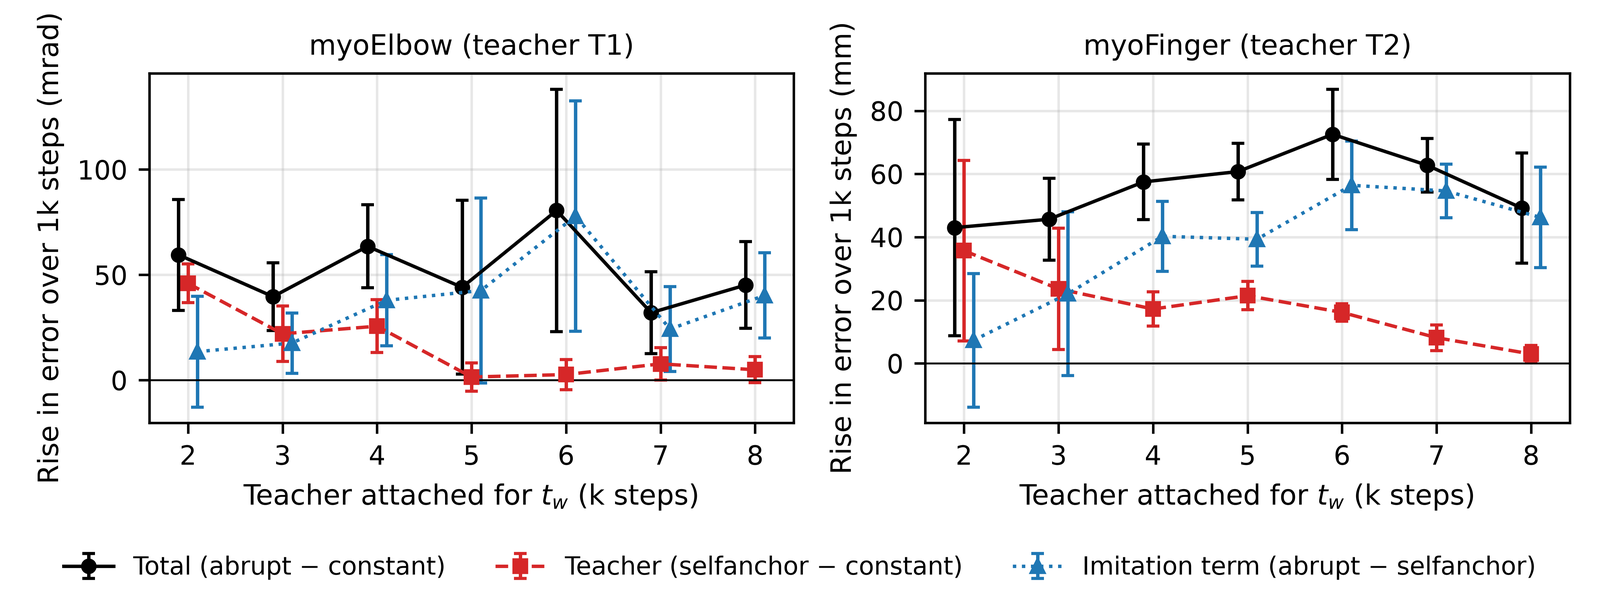 myoElbow (teacher T1)
Rise in error over 1k steps (mrad)
100
50
0
2 3 4 5 6 7 8
Teacher attached for t_w (k steps)
myoFinger (teacher T2)
Rise in error over 1k steps (mm)
80
60
40
20
0
2 3 4 5 6 7 8
Teacher attached for t_w (k steps)
Total (abrupt − constant)
Teacher (selfanchor − constant)
Imitation term (abrupt − selfanchor)